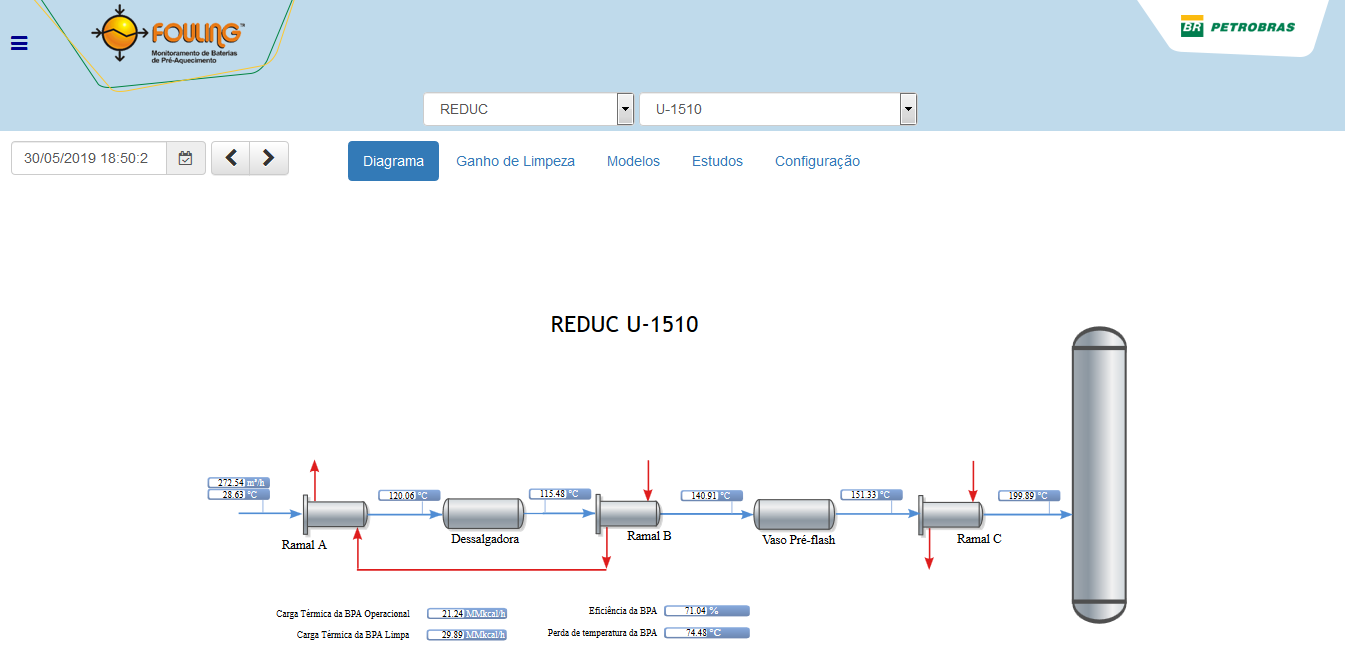 FOULING™
Monitoramento de Baterias
de Pré-Aquecimento
BR PETROBRAS
REDUC
U-1510
30/05/2019 18:50:2
Diagrama
Ganho de Limpeza
Modelos
Estudos
Configuração
REDUC U-1510
272.54 m³/h
28.63 °C
120.06 °C
115.48 °C
140.91 °C
151.33 °C
199.89 °C
Ramal A
Dessalgadora
Ramal B
Vaso Pré-flash
Ramal C
Carga Térmica da BPA Operacional 21.24 MMkcal/h
Eficiência da BPA 71.04 %
Carga Térmica da BPA Limpa 29.89 MMkcal/h
Perda de temperatura da BPA 74.48 °C